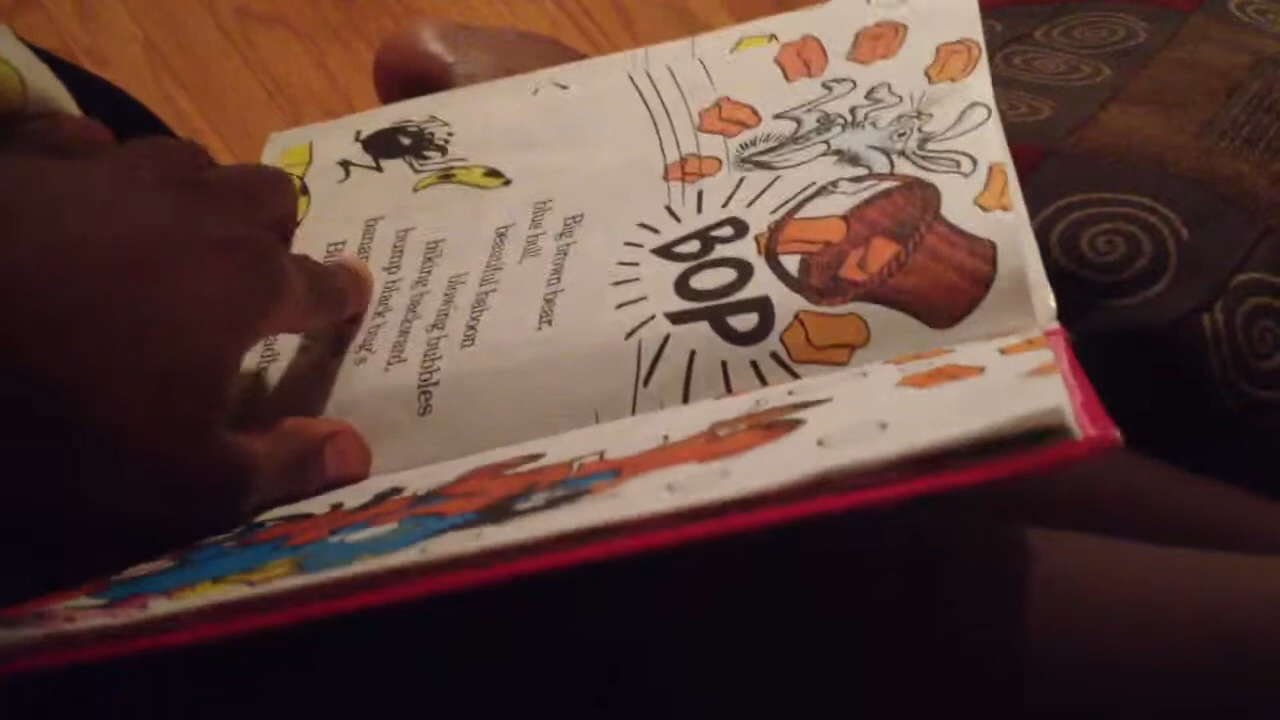 BOP
Big brown bear,
blue bull,
beautiful baboon
blowing bubbles
biking backward,
bump black bug's